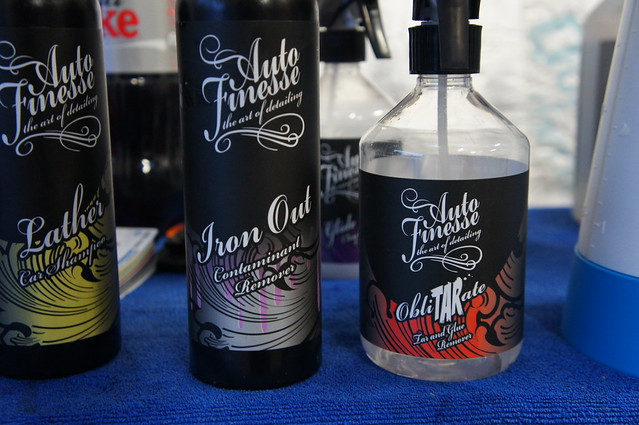 ke
Auto
Finesse
the art of detailing
Lather
Car Shampoo
Auto
Finesse
the art of detailing
Iron Out
Contaminant
Remover
Auto
Finesse
the art of detailing
ObliTARate
Tar and Glue
Remover